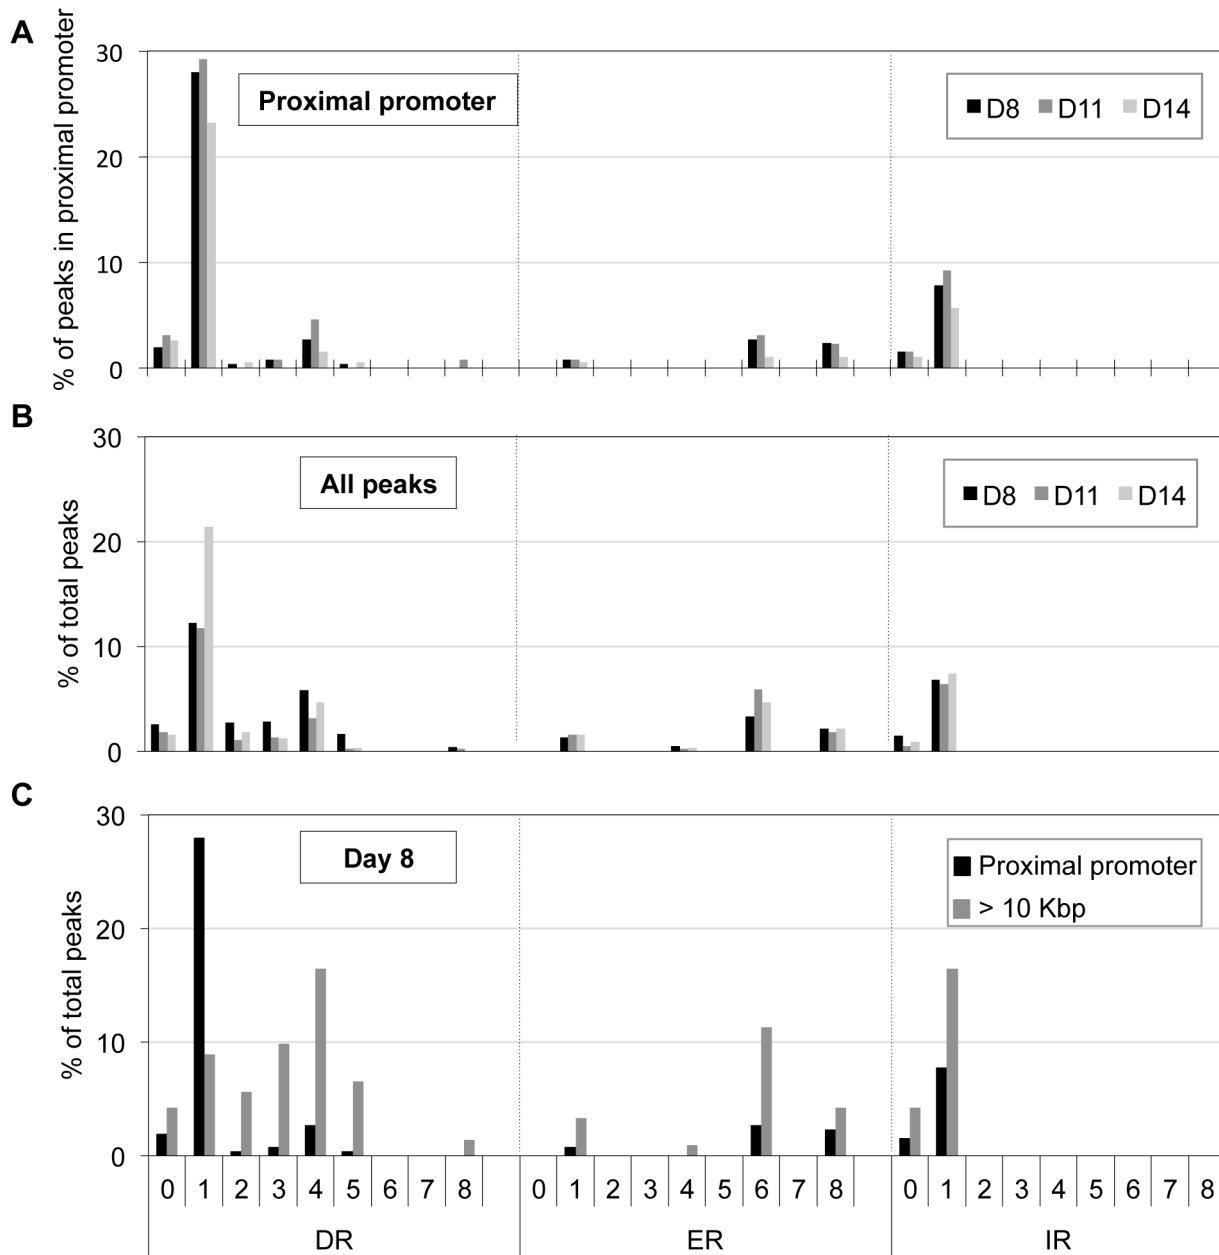 A
% of peaks in proximal promoter
30
20
10
0
Proximal promoter
D8 D11 D14
B
% of total peaks
30
20
10
0
All peaks
D8 D11 D14
C
% of total peaks
30
20
10
0
Day 8
Proximal promoter
> 10 Kbp
0 1 2 3 4 5 6 7 8 0 1 2 3 4 5 6 7 8 0 1 2 3 4 5 6 7 8
DR ER IR